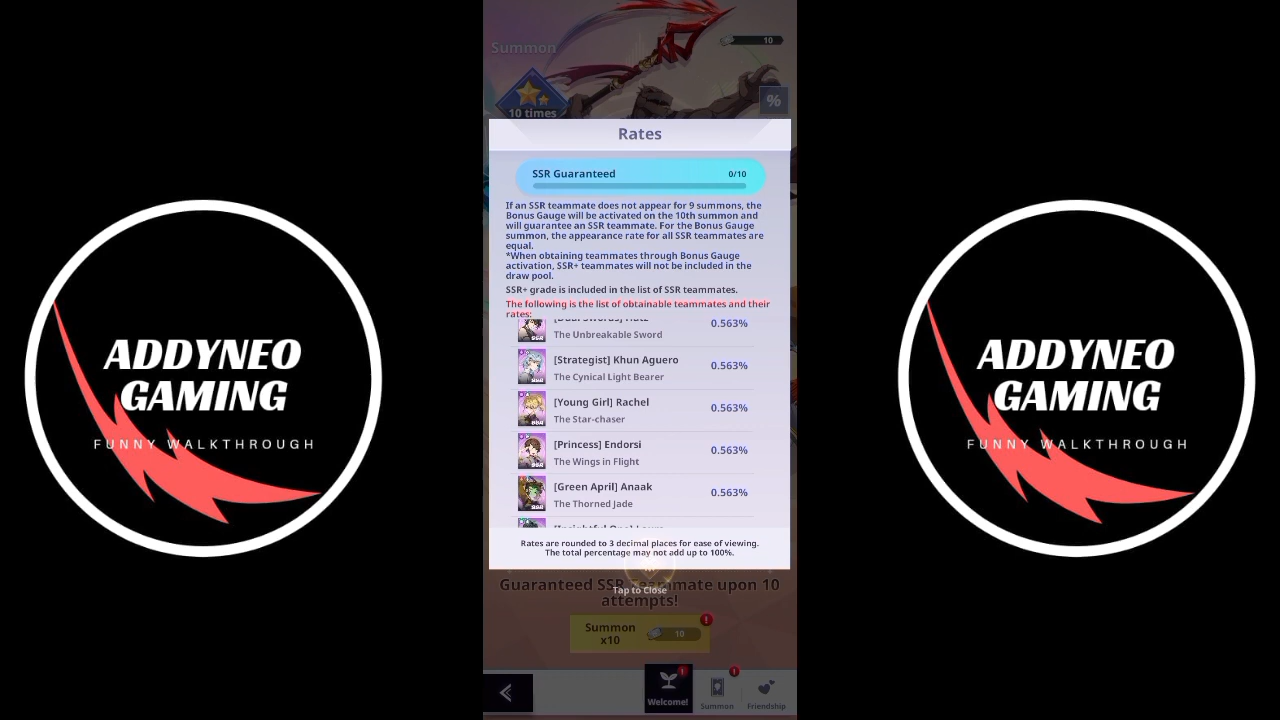 Summon
10
10 times
%
Rates
SSR Guaranteed
0/10
If an SSR teammate does not appear for 9 summons, the
Bonus Gauge will be activated on the 10th summon and
will guarantee an SSR teammate. For the Bonus Gauge
summon, the appearance rate for all SSR teammates are
equal.
*When obtaining teammates through Bonus Gauge
activation, SSR+ teammates will not be included in the
draw pool.
SSR+ grade is included in the list of SSR teammates.
The following is the list of obtainable teammates and their
rates:
0.563%
The Unbreakable Sword
[Strategist] Khun Aguero
0.563%
The Cynical Light Bearer
[Young Girl] Rachel
0.563%
The Star-chaser
[Princess] Endorsi
0.563%
The Wings in Flight
[Green April] Anaak
0.563%
The Thorned Jade
Rates are rounded to 3 decimal places for ease of viewing.
The total percentage may not add up to 100%.
Guaranteed SSR teammate upon 10
attempts!
Tap to Close
Summon
x10
10
Welcome!
Summon
Friendship
ADDYNEO
GAMING
FUNNY WALKTHROUGH
ADDYNEO
GAMING
FUNNY WALKTHROUGH